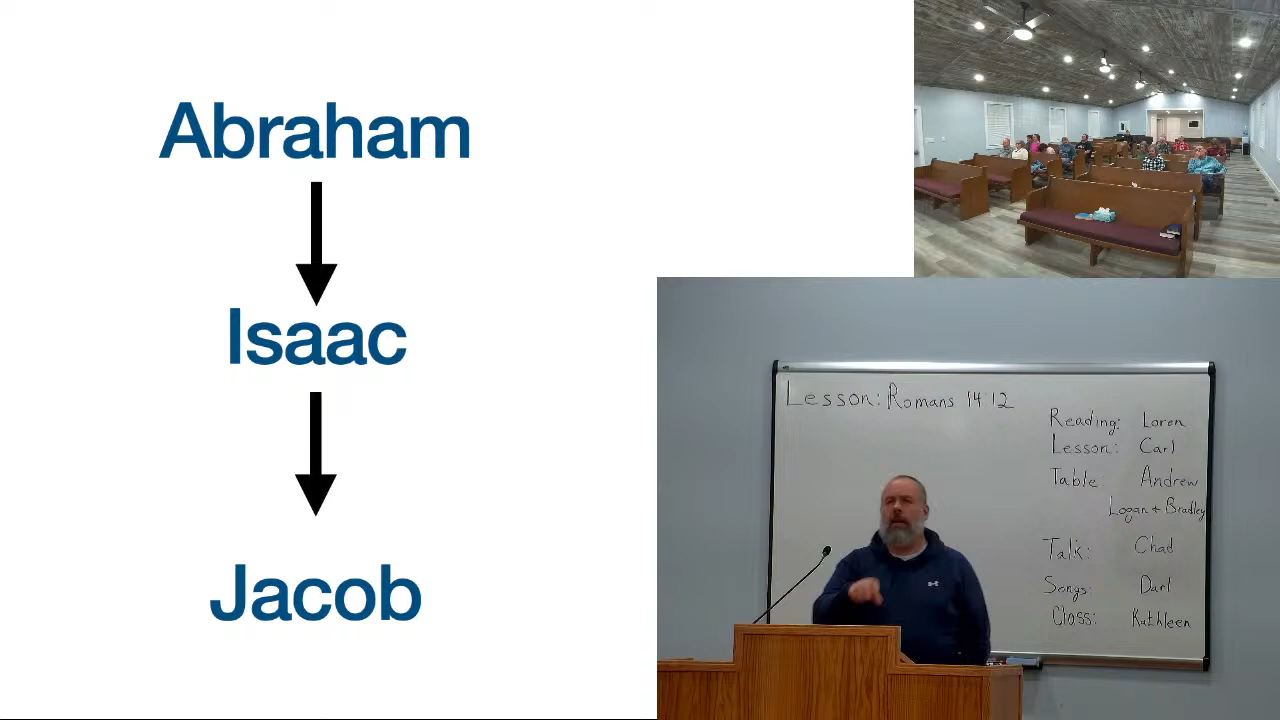 Abraham
Isaac
Jacob
Lesson: Romans 14:12
Reading: Loren
Lesson: Carl
Table: Andrew
Logan + Bradley
Talk: Chad
Songs: Darl
Class: Kathleen